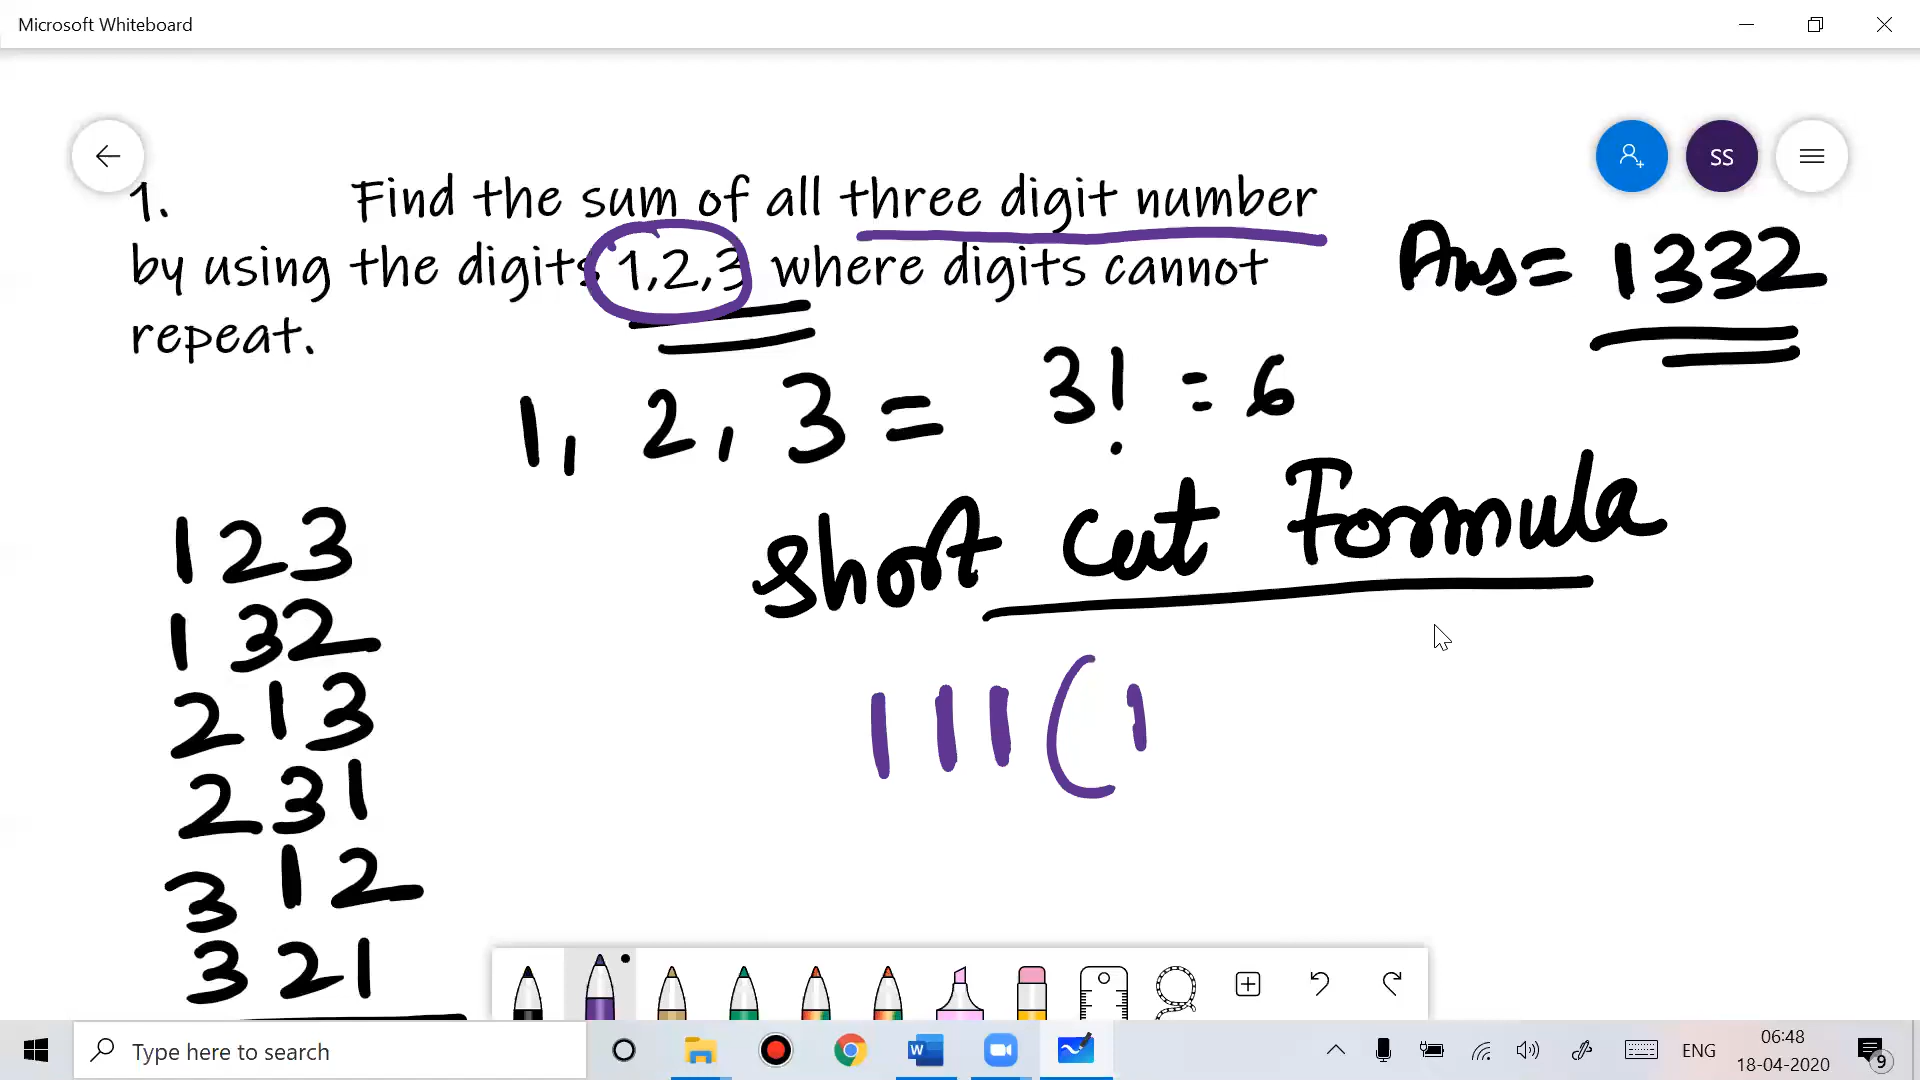 Microsoft Whiteboard
SS
1. Find the sum of all three digit number
by using the digits 1,2,3 where digits cannot
repeat.
Ans= 1332
1, 2, 3 = 3! = 6
Short Cut Formula
111(1
123
132
213
231
312
321
Type here to search
ENG
06:48
18-04-2020
9